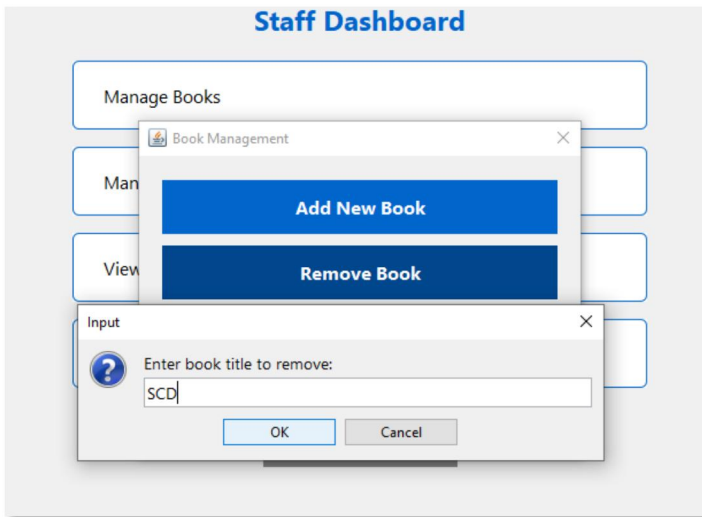 Staff Dashboard
Manage Books
Book Management
Man
Add New Book
View
Remove Book
Input
Enter book title to remove:
SCD
OK Cancel